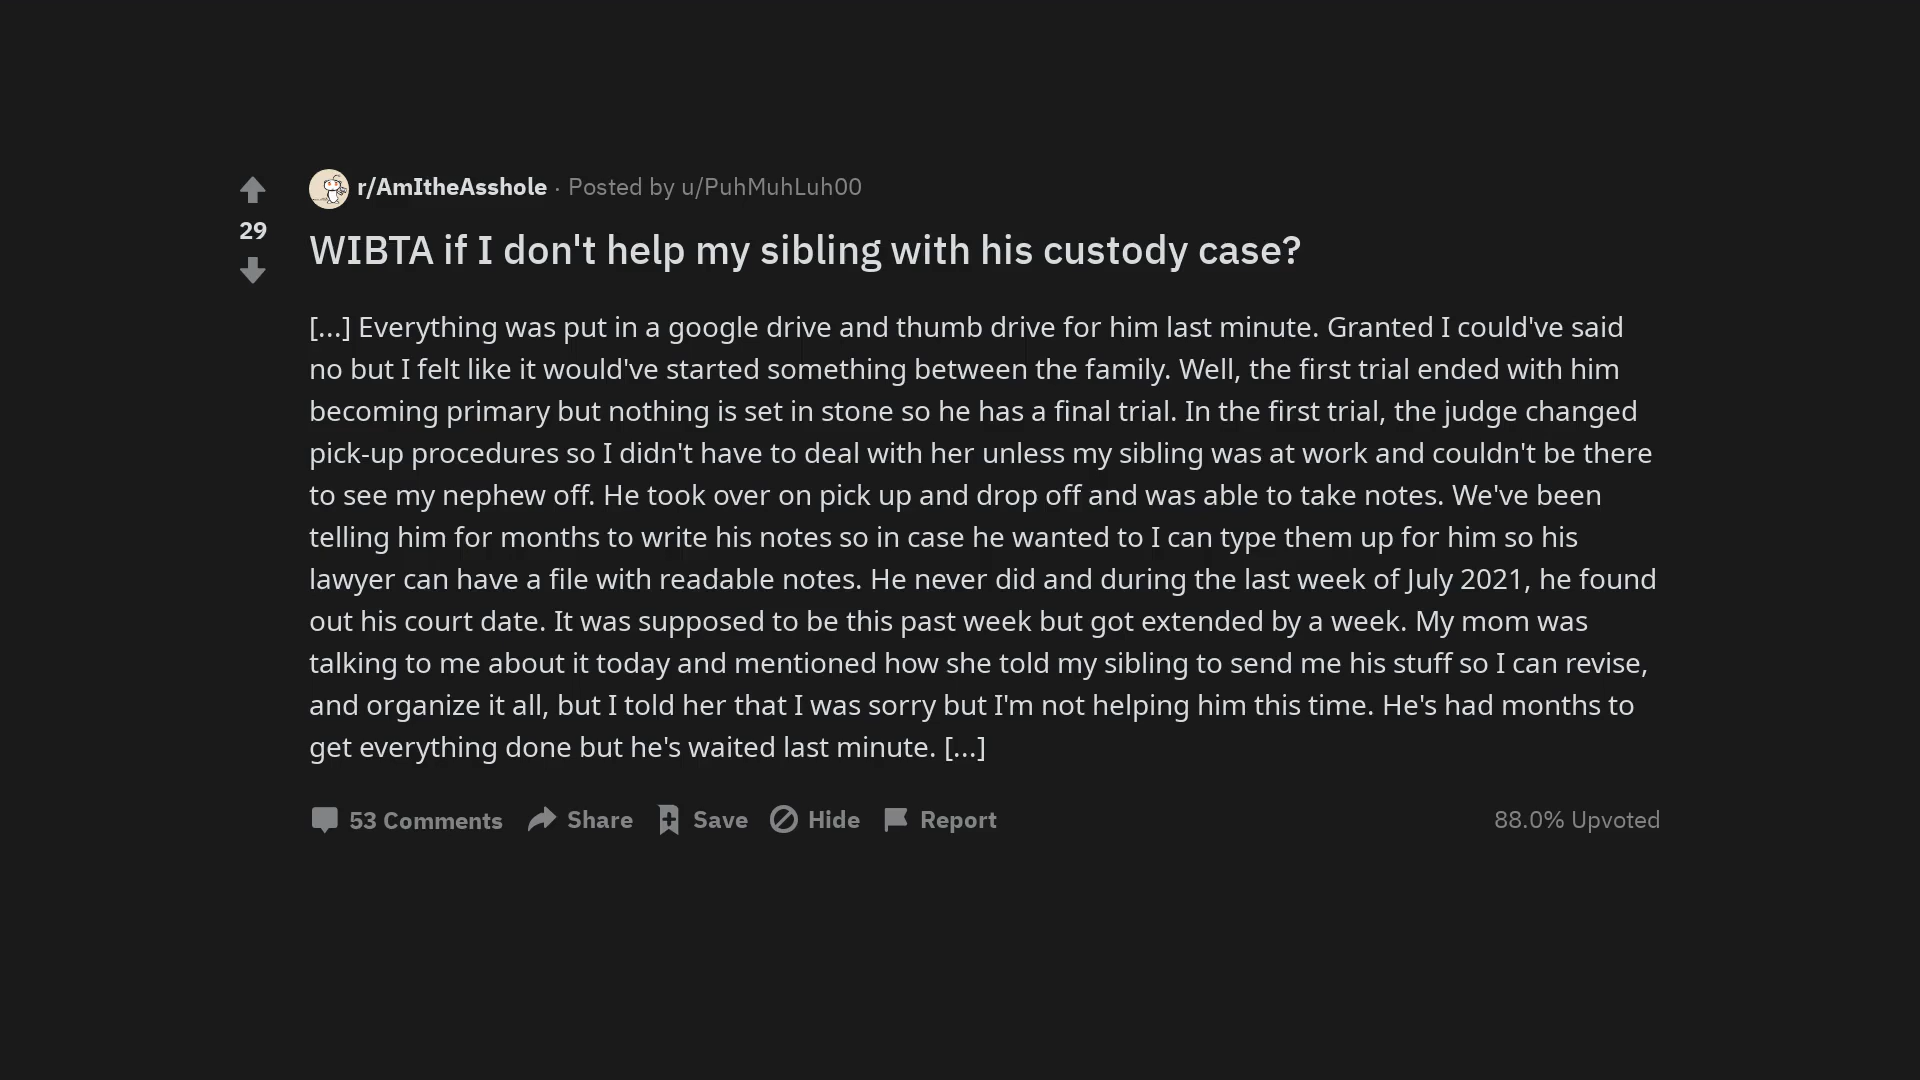 r/AmItheAsshole · Posted by u/PuhMuhLuh00
29
WIBTA if I don't help my sibling with his custody case?
[...] Everything was put in a google drive and thumb drive for him last minute. Granted I could've said
no but I felt like it would've started something between the family. Well, the first trial ended with him
becoming primary but nothing is set in stone so he has a final trial. In the first trial, the judge changed
pick-up procedures so I didn't have to deal with her unless my sibling was at work and couldn't be there
to see my nephew off. He took over on pick up and drop off and was able to take notes. We've been
telling him for months to write his notes so in case he wanted to I can type them up for him so his
lawyer can have a file with readable notes. He never did and during the last week of July 2021, he found
out his court date. It was supposed to be this past week but got extended by a week. My mom was
talking to me about it today and mentioned how she told my sibling to send me his stuff so I can revise,
and organize it all, but I told her that I was sorry but I'm not helping him this time. He's had months to
get everything done but he's waited last minute. [...]
53 Comments Share Save Hide Report 88.0% Upvoted